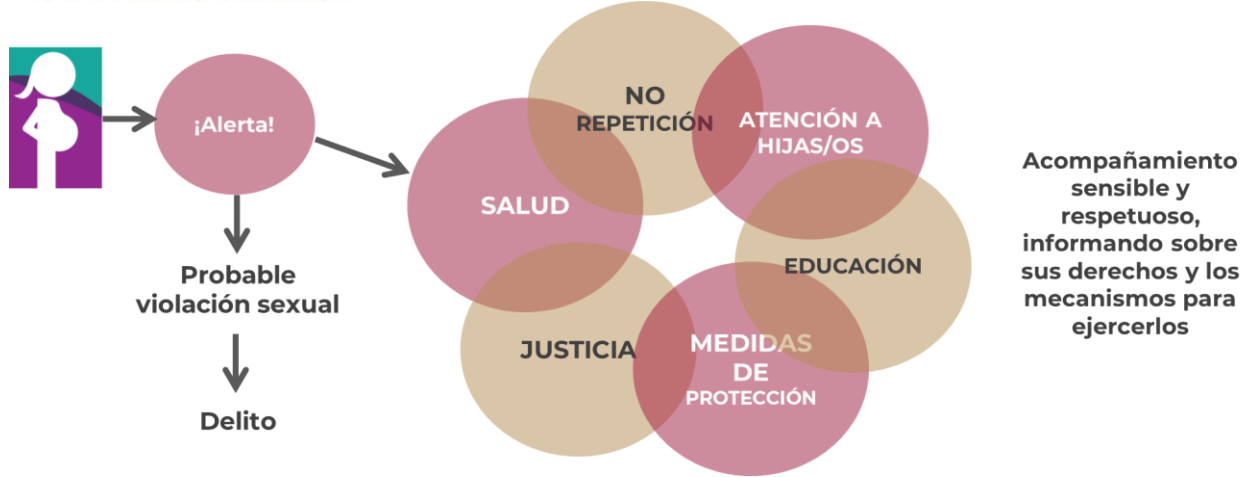 ¡Alerta!
Probable
violación sexual
Delito
SALUD
NO
REPETICIÓN
ATENCIÓN A
HIJAS/OS
EDUCACIÓN
MEDIDAS
DE
PROTECCIÓN
JUSTICIA
Acompañamiento
sensible y
respetuoso,
informando sobre
sus derechos y los
mecanismos para
ejercerlos